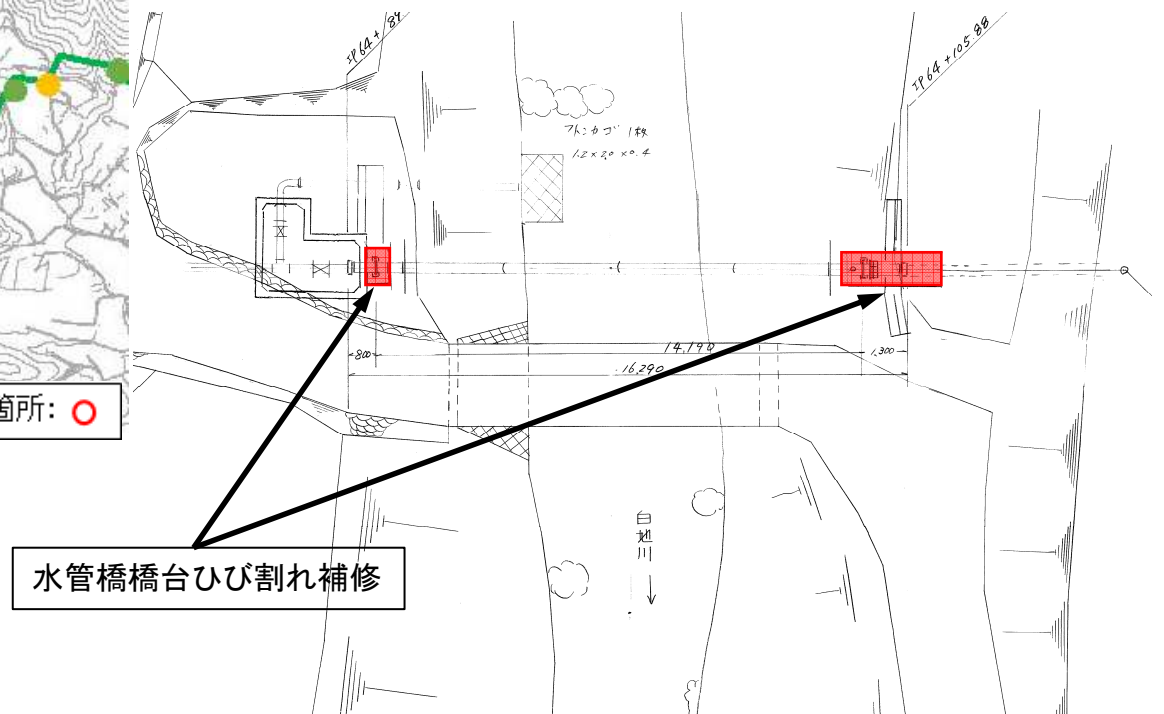 IP64+89
IP64+105.88
フトンカゴ 1枚
1.2×2.0×0.4
800
14,190
1,300
16,290
箇所:
水管橋橋台ひび割れ補修
白地川